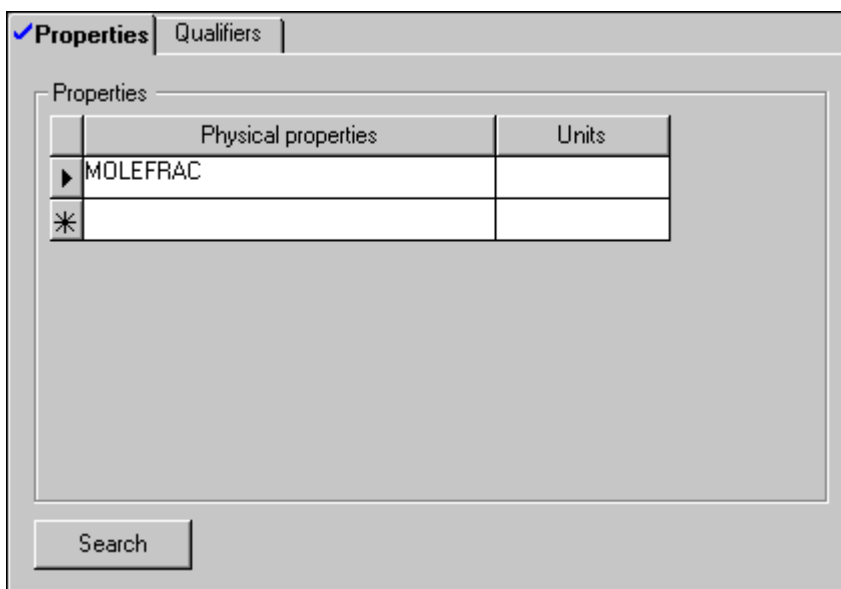 Properties Qualifiers
Properties
Physical properties Units
MOLEFRAC
Search